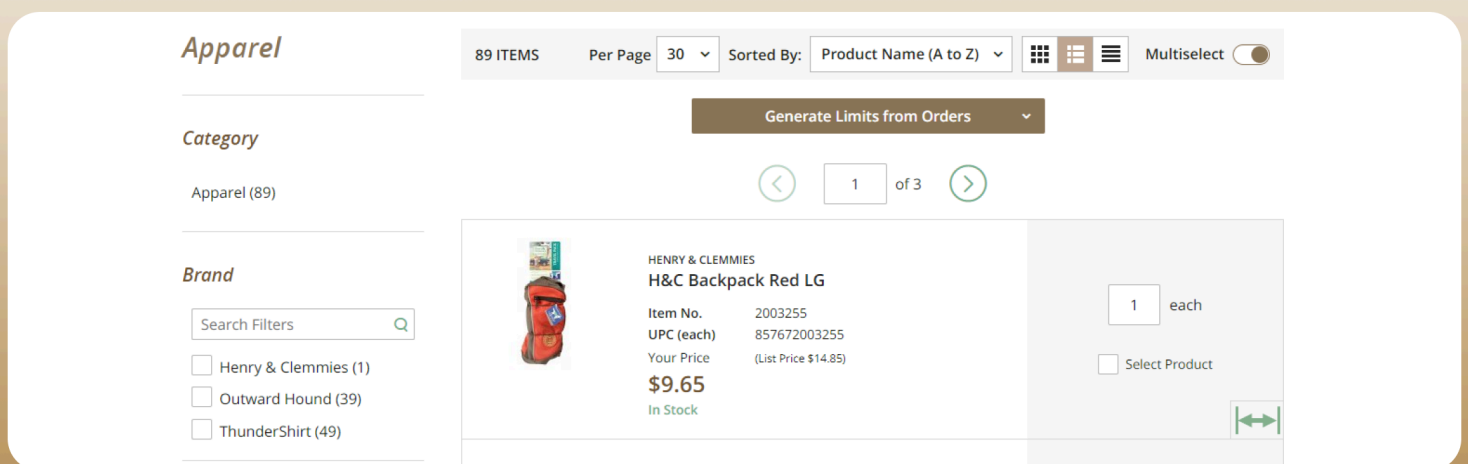 Apparel
Category
Apparel (89)
Brand
Search Filters
Henry & Clemmies (1)
Outward Hound (39)
ThunderShirt (49)
89 ITEMS Per Page 30 Sorted By: Product Name (A to Z) Multiselect
Generate Limits from Orders
1 of 3
HENRY & CLEMMIES
H&C Backpack Red LG
Item No. 2003255
UPC (each) 857672003255
Your Price (List Price $14.85)
$9.65
In Stock
1 each
Select Product